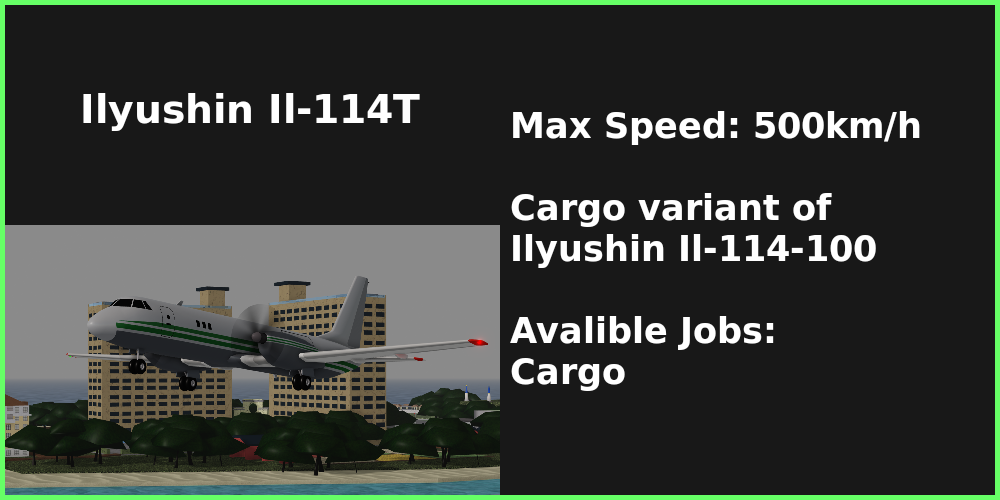 Ilyushin Il-114T
Max Speed: 500km/h
Cargo variant of
Ilyushin Il-114-100
Avalible Jobs:
Cargo